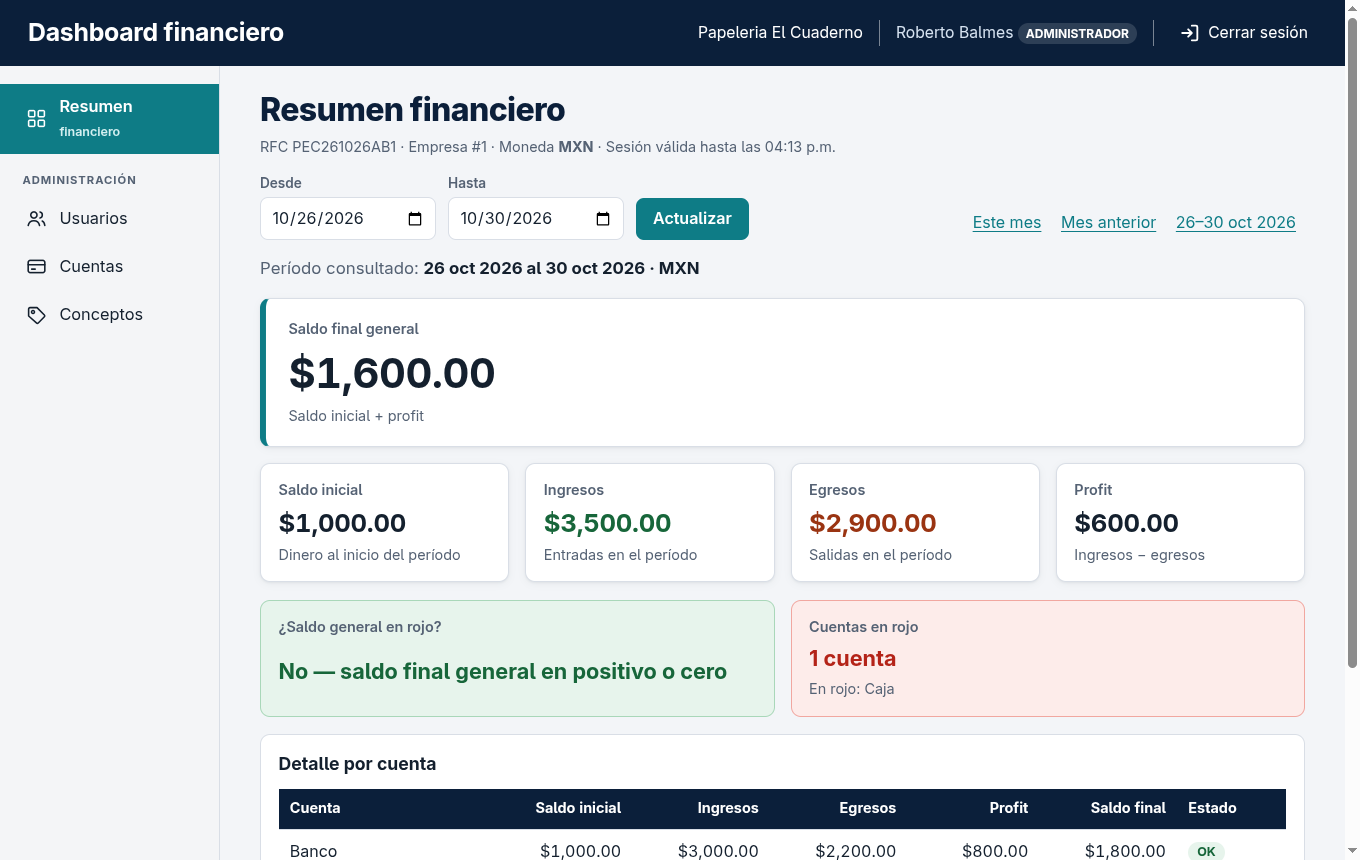 Dashboard financiero
Papeleria El Cuaderno
Roberto Balmes ADMINISTRADOR
Cerrar sesión
Resumen
financiero
ADMINISTRACIÓN
Usuarios
Cuentas
Conceptos
Resumen financiero
RFC PEC261026AB1 · Empresa #1 · Moneda MXN · Sesión válida hasta las 04:13 p.m.
Desde
Hasta
10/26/2026
10/30/2026
Actualizar
Este mes
Mes anterior
26–30 oct 2026
Período consultado: 26 oct 2026 al 30 oct 2026 · MXN
Saldo final general
$1,600.00
Saldo inicial + profit
Saldo inicial
$1,000.00
Dinero al inicio del período
Ingresos
$3,500.00
Entradas en el período
Egresos
$2,900.00
Salidas en el período
Profit
$600.00
Ingresos − egresos
¿Saldo general en rojo?
No — saldo final general en positivo o cero
Cuentas en rojo
1 cuenta
En rojo: Caja
Detalle por cuenta
Cuenta Saldo inicial Ingresos Egresos Profit Saldo final Estado
Banco $1,000.00 $3,000.00 $2,200.00 $800.00 $1,800.00 OK